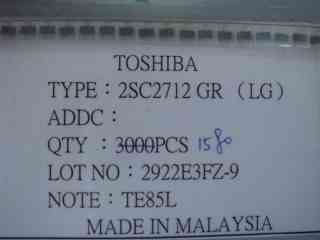 TOSHIBA
TYPE：2SC2712 GR （LG）
ADDC：
QTY ：3000PCS 1580
LOT NO：2922E3FZ-9
NOTE：TE85L
MADE IN MALAYSIA